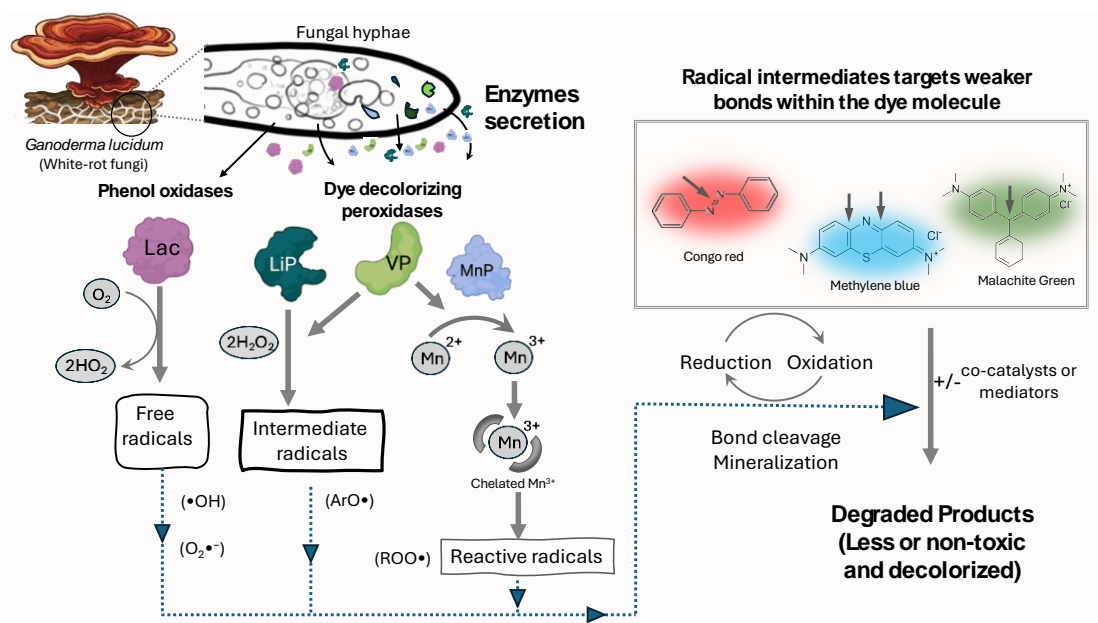 Fungal hyphae
Enzymes
secretion
Ganoderma lucidum
(White-rot fungi)
Phenol oxidases
Dye decolorizing
peroxidases
Lac
LiP
VP
MnP
O₂
2HO₂
2H₂O₂
Mn 2+
Mn 3+
Mn 3+
Chelated Mn³⁺
Free
radicals
Intermediate
radicals
Reactive radicals
(•OH)
(O₂•⁻)
(ArO•)
(ROO•)
Radical intermediates targets weaker
bonds within the dye molecule
N
N
Congo red
N
S
N
N⁺
Cl⁻
Methylene blue
N
N⁺
Cl⁻
Malachite Green
Reduction
Oxidation
+/- co-catalysts or
mediators
Bond cleavage
Mineralization
Degraded Products
(Less or non-toxic
and decolorized)